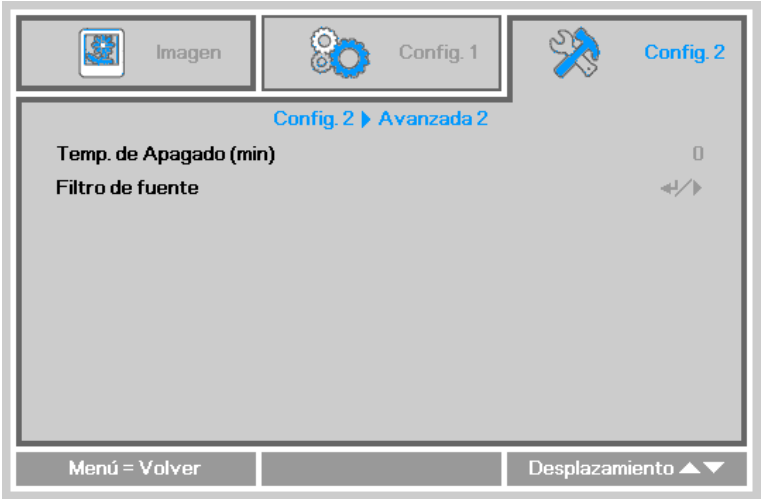 Imagen
Config. 1
Config. 2
Config. 2 ▶ Avanzada 2
Temp. de Apagado (min) 0
Filtro de fuente ↵/▶
Menú = Volver
Desplazamiento ▲▼